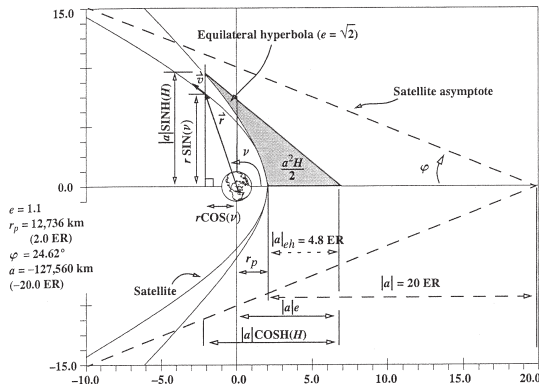 15.0
Equilateral hyperbola (e = √2)
Satellite asymptote
v⃗
|a|SINH(H)
r SIN(ν)
r⃗
ν
a²H
2
φ
0.0
rCOS(ν)
e = 1.1
r_p = 12,736 km
(2.0 ER)
φ = 24.62°
a = −127,560 km
(−20.0 ER)
|a|_eh = 4.8 ER
r_p
|a| = 20 ER
Satellite
|a|e
|a|COSH(H)
−15.0
−10.0 −5.0 0.0 5.0 10.0 15.0 20.0